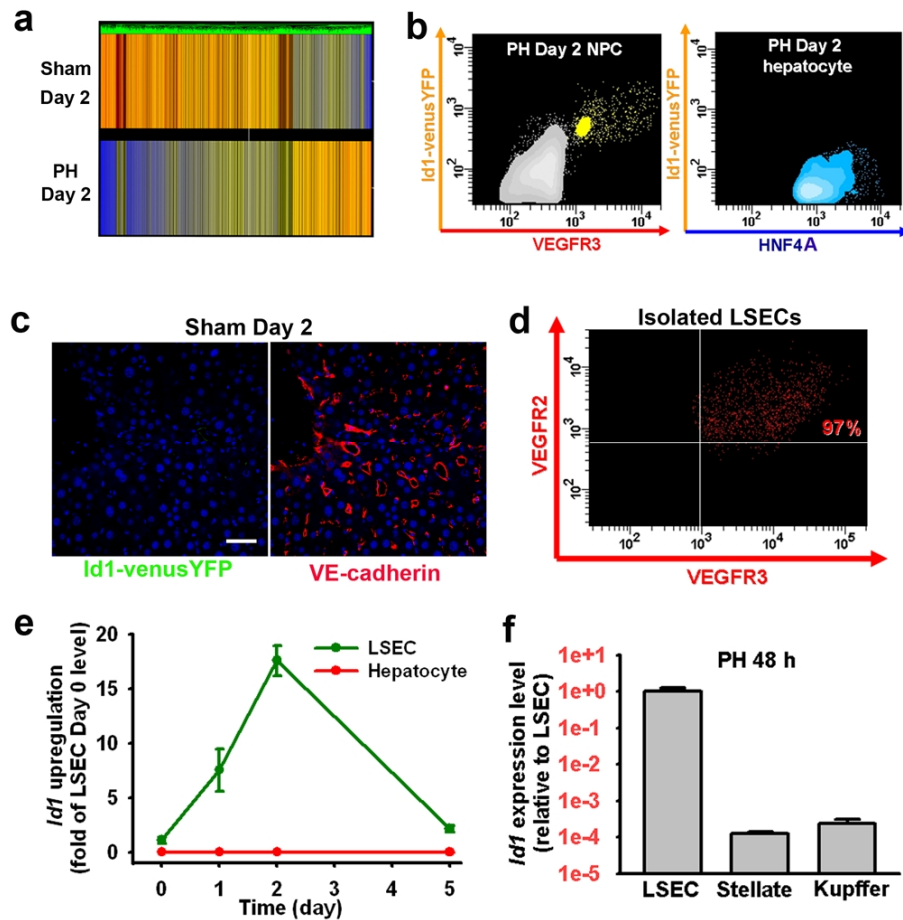 a
Sham
Day 2
PH
Day 2
b
PH Day 2 NPC
Id1-venusYFP
10^4
10^3
10^2
10^2
10^3
10^4
VEGFR3
PH Day 2
hepatocyte
Id1-venusYFP
10^4
10^3
10^2
10^2
10^3
10^4
HNF4A
c
Sham Day 2
Id1-venusYFP
VE-cadherin
d
Isolated LSECs
VEGFR2
10^4
10^3
10^2
97%
10^2
10^3
10^4
10^5
VEGFR3
e
Id1 upregulation
(fold of LSEC Day 0 level)
20
15
10
5
0
LSEC
Hepatocyte
0 1 2 3 4 5
Time (day)
f
PH 48 h
Id1 expression level
(relative to LSEC)
1e+1
1e+0
1e-1
1e-2
1e-3
1e-4
1e-5
LSEC Stellate Kupffer